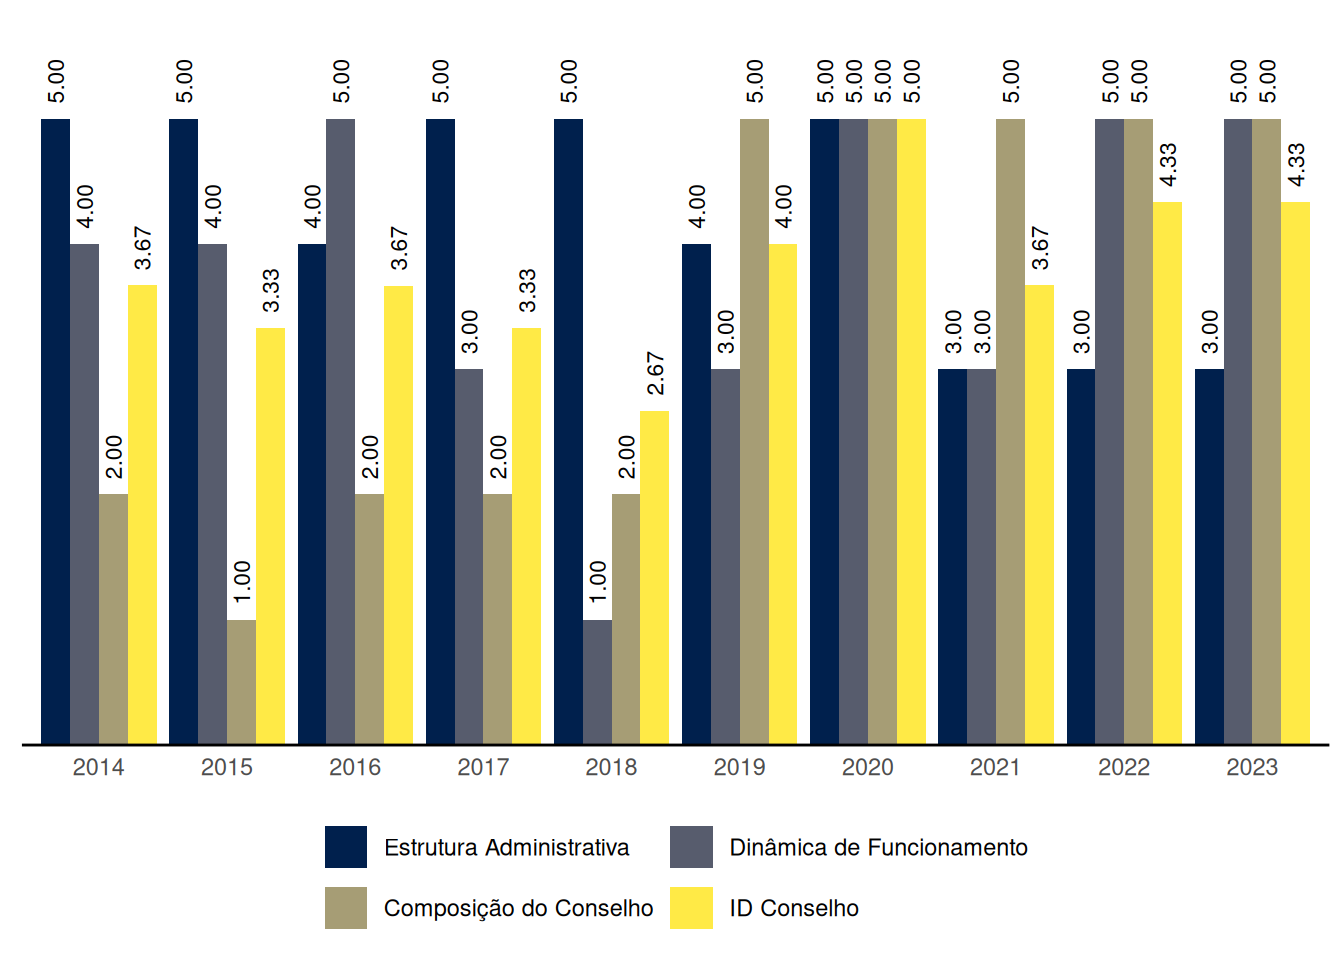 5.00 5.00 5.00 5.00 5.00 5.00 5.00 5.00 5.00 5.00 5.00 5.00 5.00 5.00 5.00
4.33 4.33
4.00 4.00 4.00 4.00 4.00
3.67 3.67 3.67
3.33 3.33
3.00 3.00 3.00 3.00 3.00 3.00
2.67
2.00 2.00 2.00 2.00
1.00 1.00
2014 2015 2016 2017 2018 2019 2020 2021 2022 2023
Estrutura Administrativa Dinâmica de Funcionamento
Composição do Conselho ID Conselho